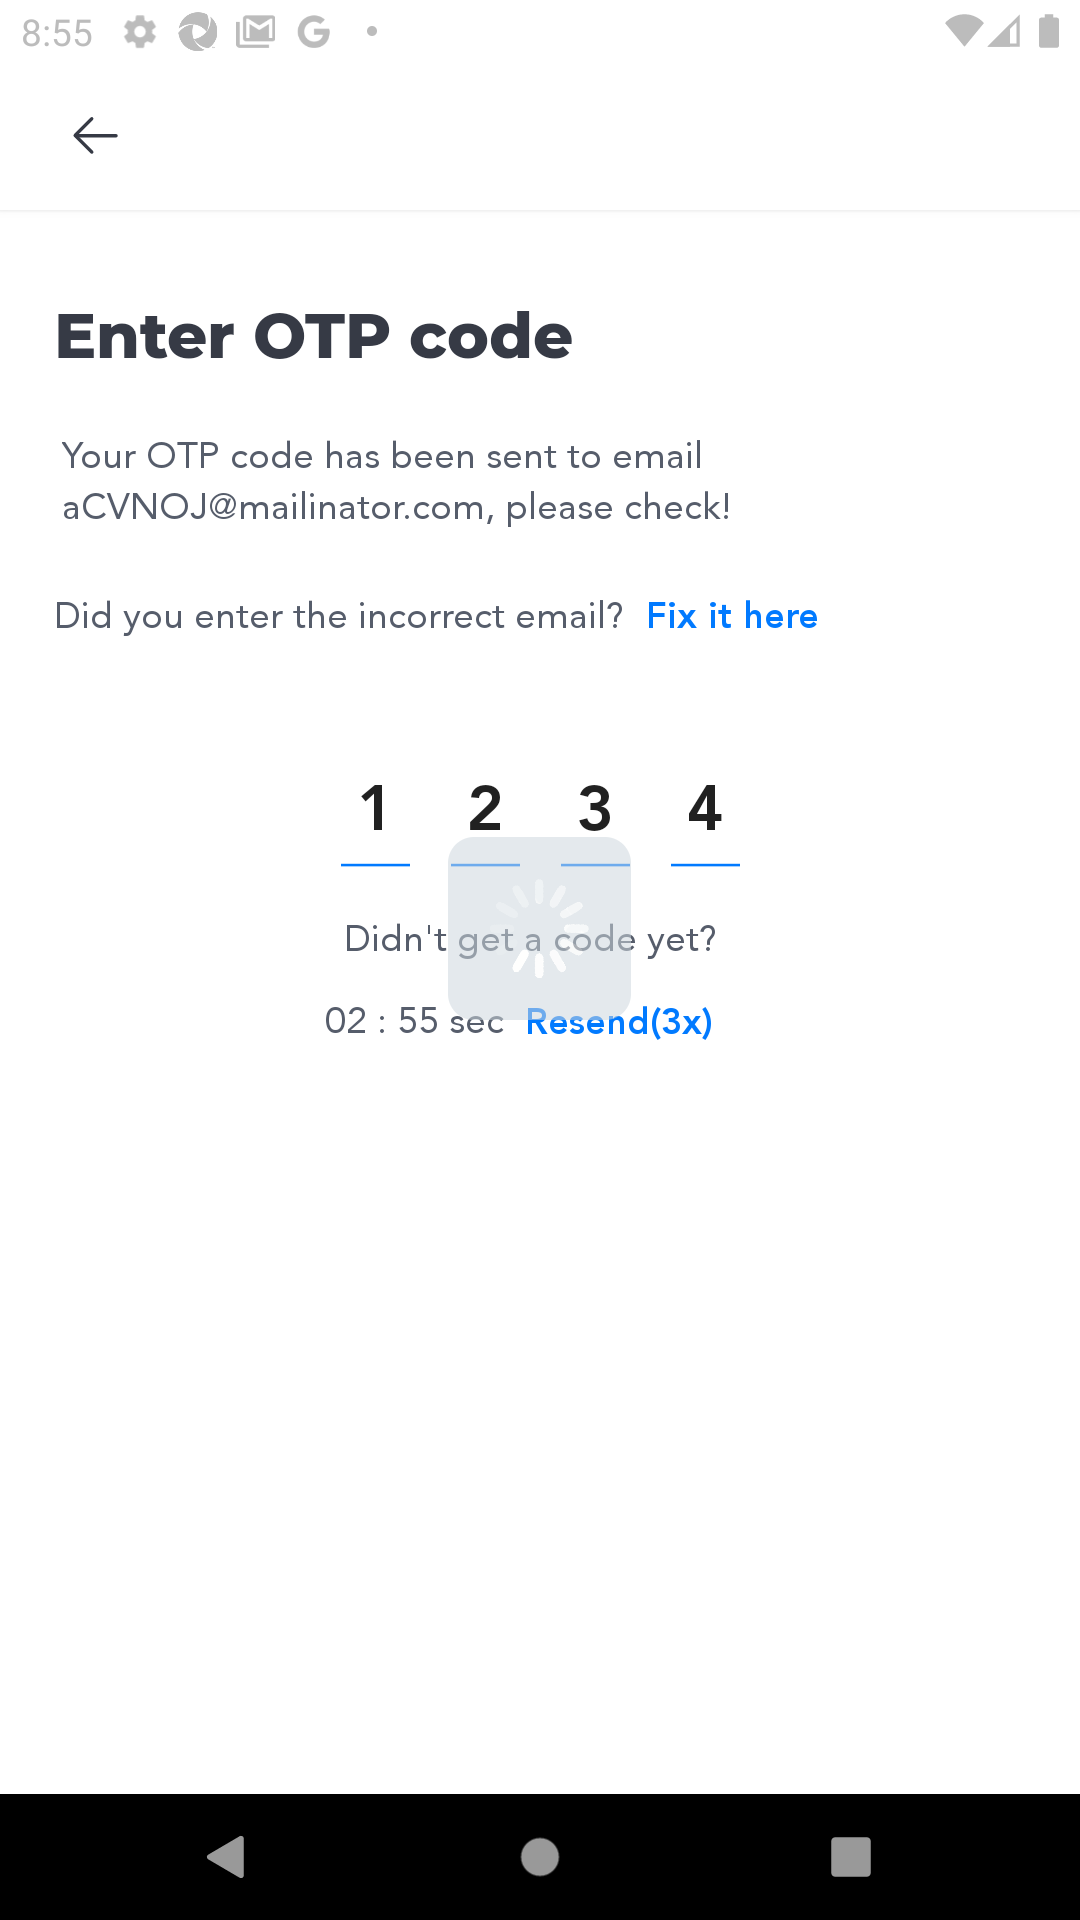 8:55
Enter OTP code
Your OTP code has been sent to email
aCVNOJ@mailinator.com, please check!
Did you enter the incorrect email? Fix it here
1 2 3 4
Didn't get a code yet?
02 : 55 sec Resend(3x)